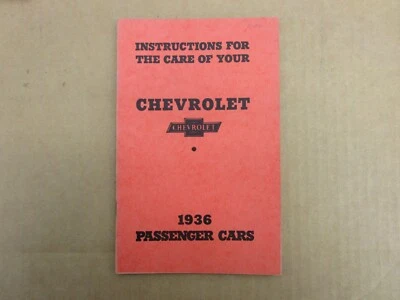 INSTRUCTIONS FOR
THE CARE OF YOUR
CHEVROLET
CHEVROLET
1936
PASSENGER CARS